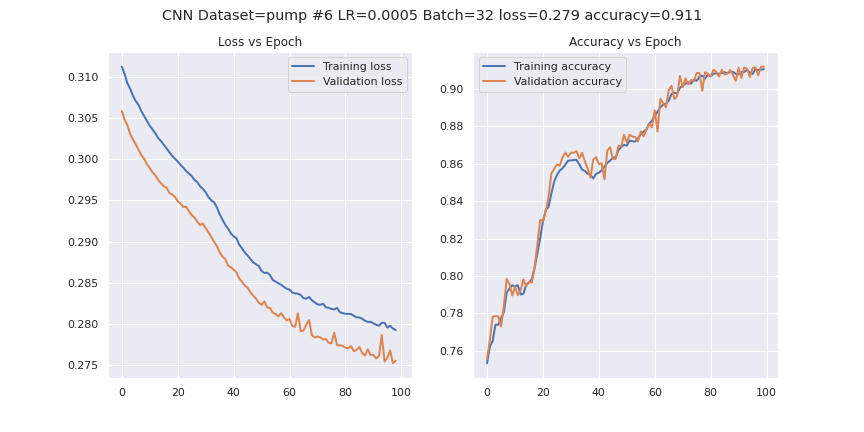 CNN Dataset=pump #6 LR=0.0005 Batch=32 loss=0.279 accuracy=0.911
Loss vs Epoch
Training loss
Validation loss
0.310
0.305
0.300
0.295
0.290
0.285
0.280
0.275
0 20 40 60 80 100
Accuracy vs Epoch
Training accuracy
Validation accuracy
0.90
0.88
0.86
0.84
0.82
0.80
0.78
0.76
0 20 40 60 80 100